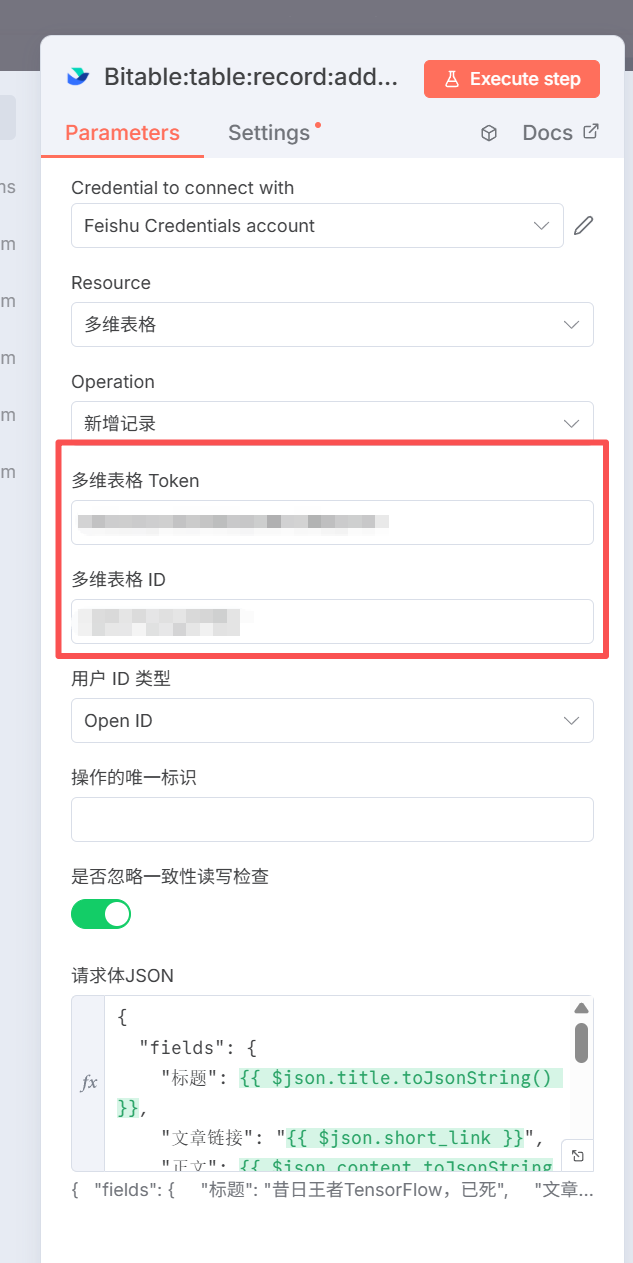 Bitable:table:record:add...
Execute step
Parameters
Settings
Docs
ns
m
m
m
m
m
Credential to connect with
Feishu Credentials account
Resource
多维表格
Operation
新增记录
多维表格 Token
多维表格 ID
用户 ID 类型
Open ID
操作的唯一标识
是否忽略一致性读写检查
请求体JSON
fx
{
"fields": {
"标题": {{ $json.title.toJsonString()
}},
"文章链接": "{{ $json.short_link }}",
"正文": {{ $json.content.toJsonString
{ "fields": { "标题": "昔日王者TensorFlow，已死", "文章...